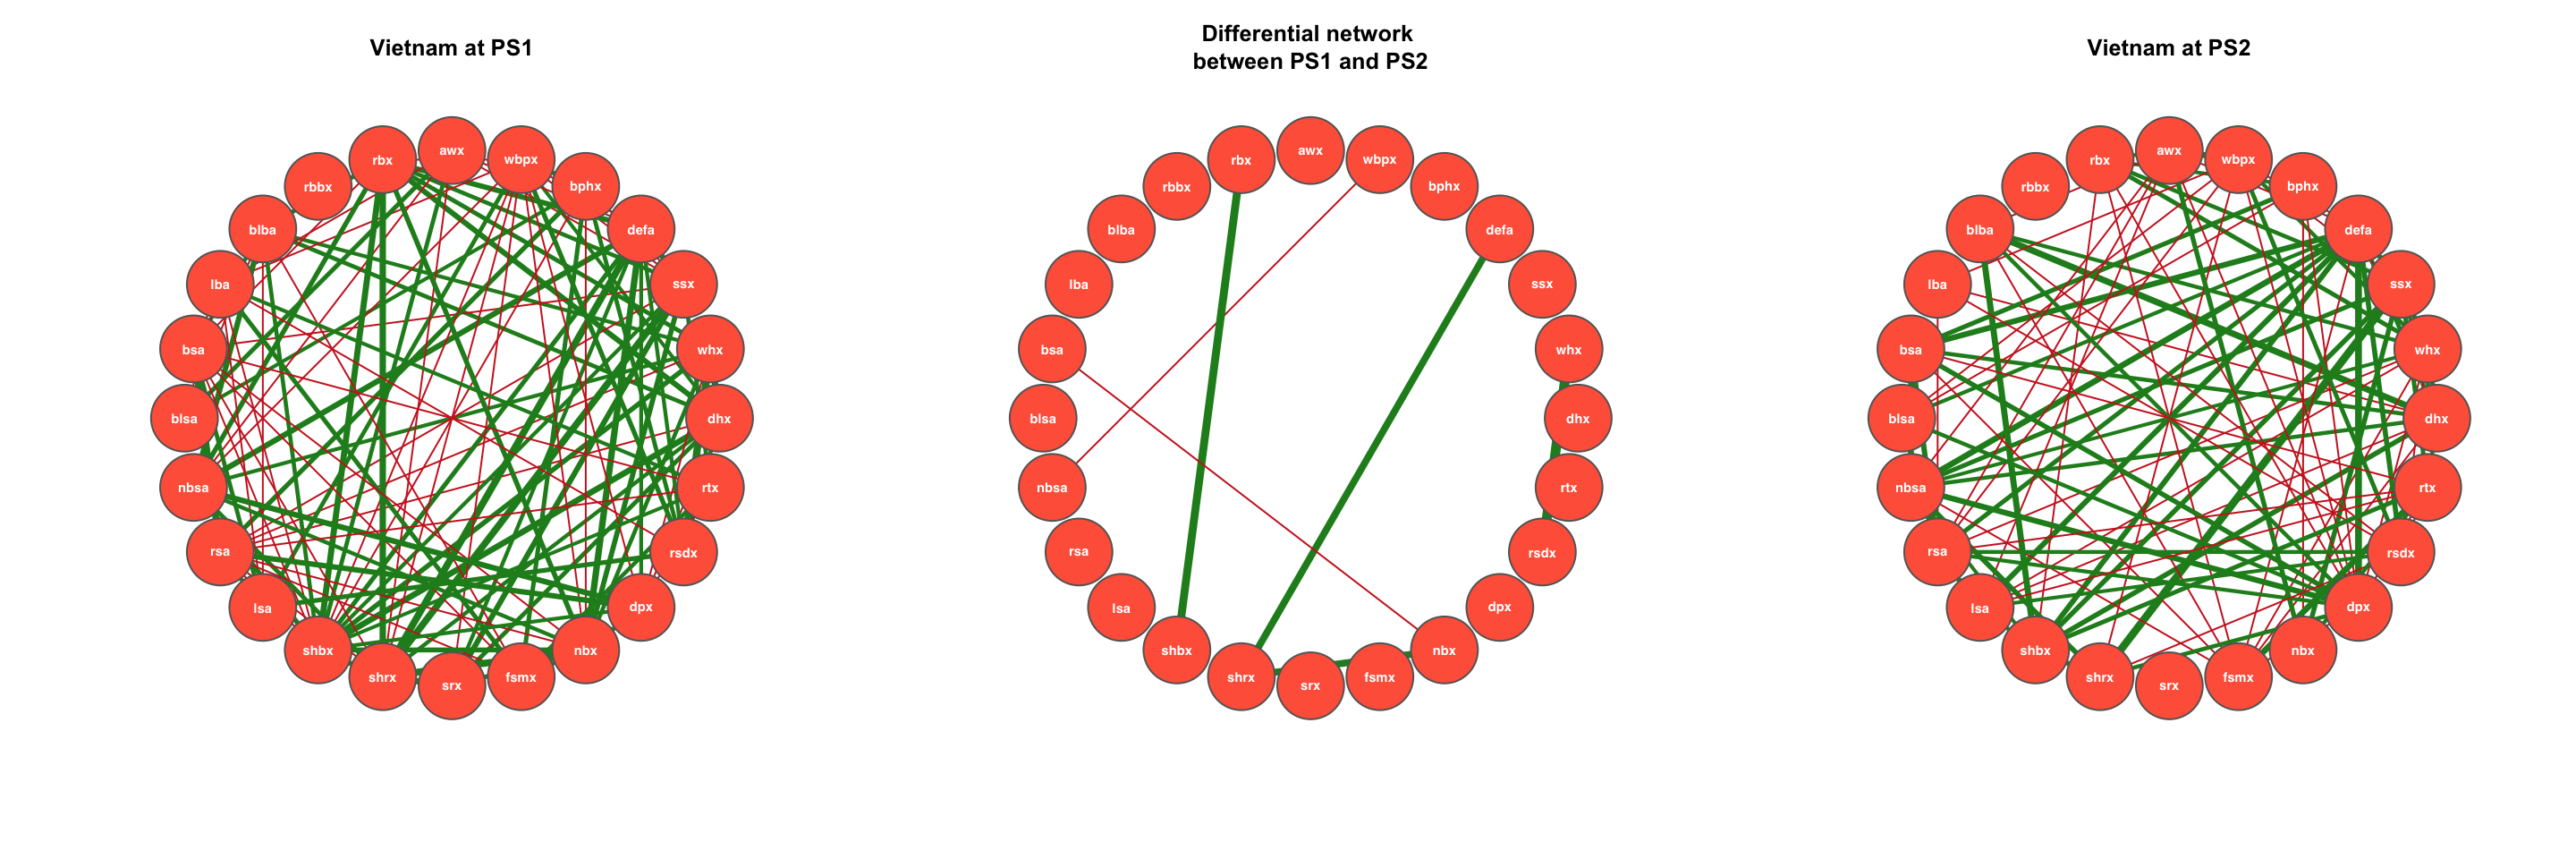 Vietnam at PS1
awx
rbx
wbpx
rbbx
bphx
blba
defa
lba
ssx
bsa
whx
blsa
dhx
nbsa
rtx
rsa
rsdx
lsa
dpx
shbx
nbx
shrx
fsmx
srx
Differential network
between PS1 and PS2
awx
rbx
wbpx
rbbx
bphx
blba
defa
lba
ssx
bsa
whx
blsa
dhx
nbsa
rtx
rsa
rsdx
lsa
dpx
shbx
nbx
shrx
fsmx
srx
Vietnam at PS2
awx
rbx
wbpx
rbbx
bphx
blba
defa
lba
ssx
bsa
whx
blsa
dhx
nbsa
rtx
rsa
rsdx
lsa
dpx
shbx
nbx
shrx
fsmx
srx